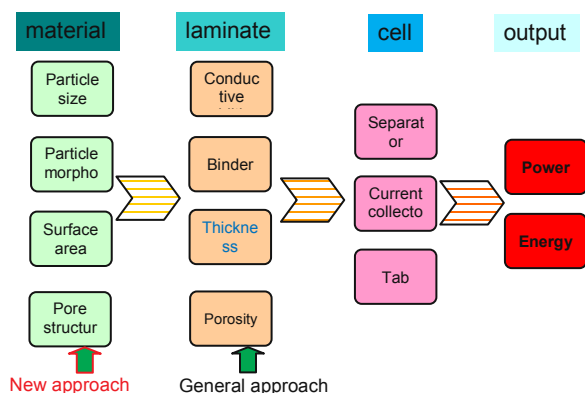 material
laminate
cell
output
Particle
size
Particle
morpho
Surface
area
Pore
structur
Conduc
tive
Binder
Thickne
ss
Porosity
Separat
or
Current
collecto
Tab
Power
Energy
New approach
General approach